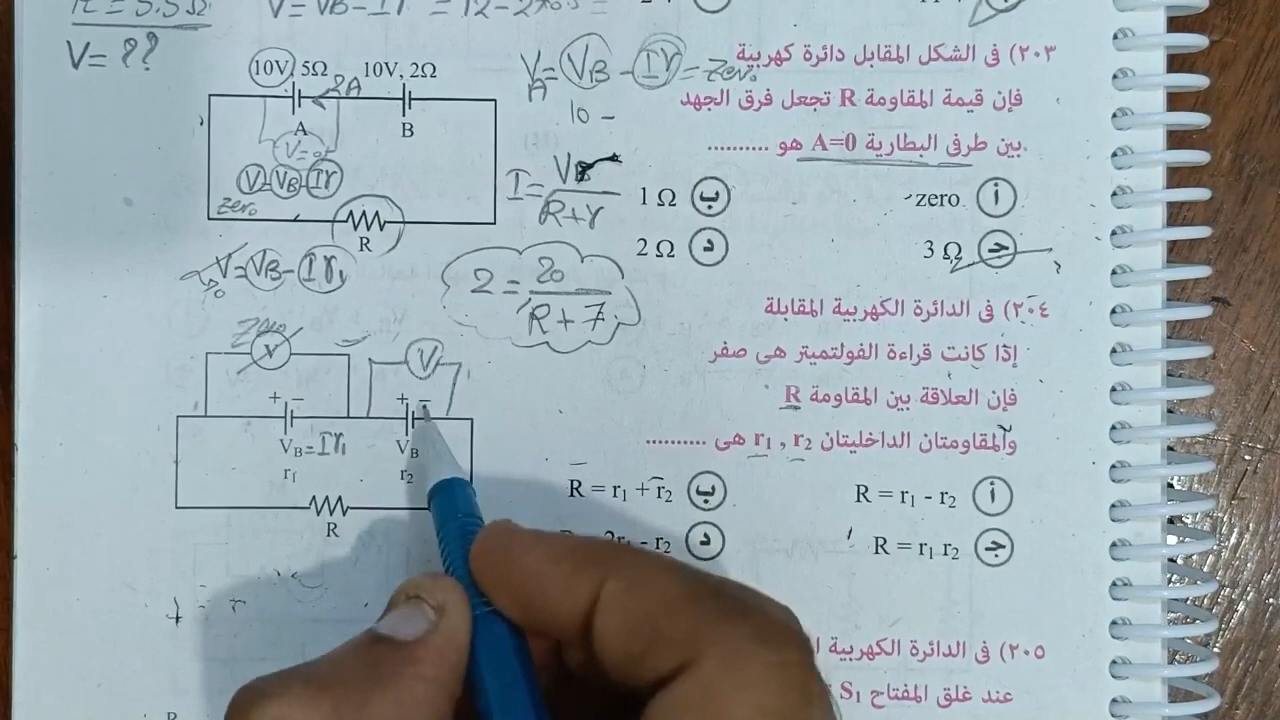 V = VB - Ir = 12 - 2×0.5 =
V = ??
٢٠٣) فى الشكل المقابل دائرة كهربية
فإن قيمة المقاومة R تجعل فرق الجهد
بين طرفى البطارية A=0 هو ..........
أ zero
ب 1 Ω
جـ 3 Ω
د 2 Ω
10V, 5Ω
10V, 2Ω
2A
A
B
V=0
V=VB-Ir
zero
R
V = VB - Ir = zero
A
10 -
I = V
R+r
V=VB-Ir₁
2 = 20
R + 7
٢٠٤) فى الدائرة الكهربية المقابلة
إذا كانت قراءة الفولتميتر هى صفر
فإن العلاقة بين المقاومة R
والمقاومتان الداخليتان r₁ , r₂ هى ..........
أ R = r₁ - r₂
ب R = r₁ + r₂
جـ R = r₁ r₂
د 2r₁ - r₂
Zero
V
V
+ −
+ −
VB=Ir₁
VB
r₁
r₂
R
٢٠٥) فى الدائرة الكهربية
عند غلق المفتاح S₁